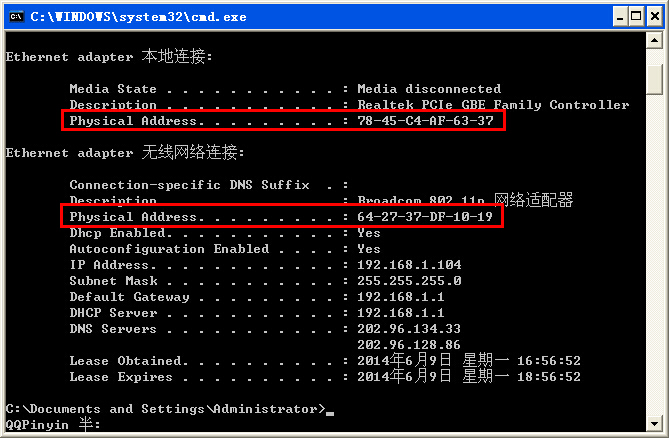 C:\WINDOWS\system32\cmd.exe
Ethernet adapter 本地连接:
Media State . . . . . . . . . . . : Media disconnected
Description . . . . . . . . . . . : Realtek PCIe GBE Family Controller
Physical Address. . . . . . . . . : 78-45-C4-AF-63-37
Ethernet adapter 无线网络连接:
Connection-specific DNS Suffix  . :
Description . . . . . . . . . . . : Broadcom 802.11n 网络适配器
Physical Address. . . . . . . . . : 64-27-37-DF-10-19
Dhcp Enabled. . . . . . . . . . . : Yes
Autoconfiguration Enabled . . . . : Yes
IP Address. . . . . . . . . . . . : 192.168.1.104
Subnet Mask . . . . . . . . . . . : 255.255.255.0
Default Gateway . . . . . . . . . : 192.168.1.1
DHCP Server . . . . . . . . . . . : 192.168.1.1
DNS Servers . . . . . . . . . . . : 202.96.134.33
202.96.128.86
Lease Obtained. . . . . . . . . . : 2014年6月9日 星期一 16:56:52
Lease Expires . . . . . . . . . . : 2014年6月9日 星期一 18:56:52
C:\Documents and Settings\Administrator>_
QQPinyin 半: